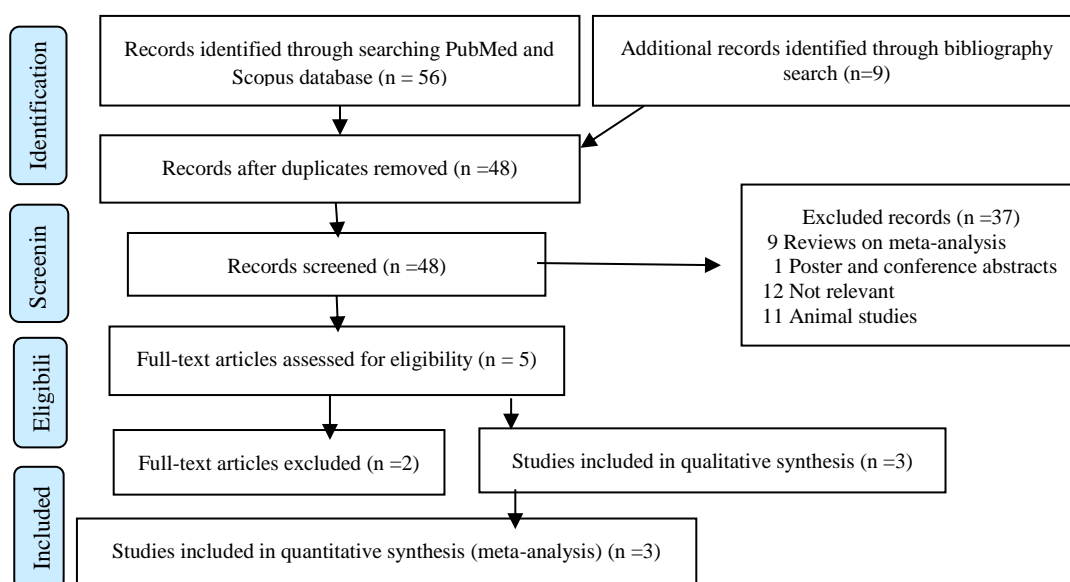 Identification
Records identified through searching PubMed and
Scopus database (n = 56)
Additional records identified through bibliography
search (n=9)
Records after duplicates removed (n =48)
Screenin
Records screened (n =48)
Excluded records (n =37)
9 Reviews on meta-analysis
1 Poster and conference abstracts
12 Not relevant
11 Animal studies
Eligibili
Full-text articles assessed for eligibility (n = 5)
Full-text articles excluded (n =2)
Studies included in qualitative synthesis (n =3)
Included
Studies included in quantitative synthesis (meta-analysis) (n =3)